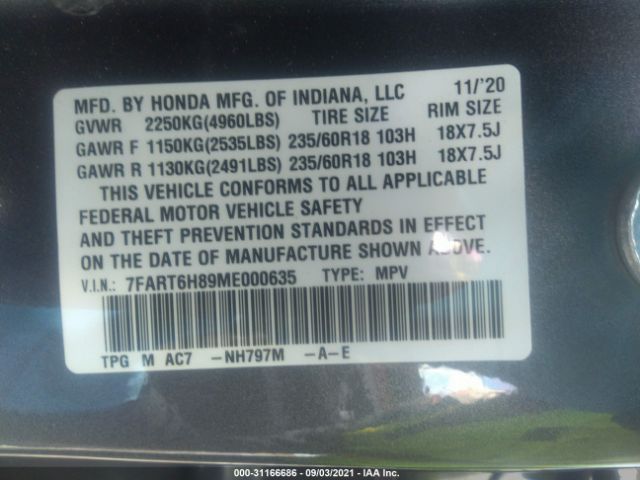 MFD. BY HONDA MFG. OF INDIANA, LLC 11/'20
GVWR 2250KG(4960LBS) TIRE SIZE RIM SIZE
GAWR F 1150KG(2535LBS) 235/60R18 103H 18X7.5J
GAWR R 1130KG(2491LBS) 235/60R18 103H 18X7.5J
THIS VEHICLE CONFORMS TO ALL APPLICABLE
FEDERAL MOTOR VEHICLE SAFETY
AND THEFT PREVENTION STANDARDS IN EFFECT
ON THE DATE OF MANUFACTURE SHOWN ABOVE.
V.I.N.: 7FART6H89ME000635 TYPE: MPV
TPG M AC7 -NH797M -A-E
000-31166686 - 09/03/2021 - IAA Inc.